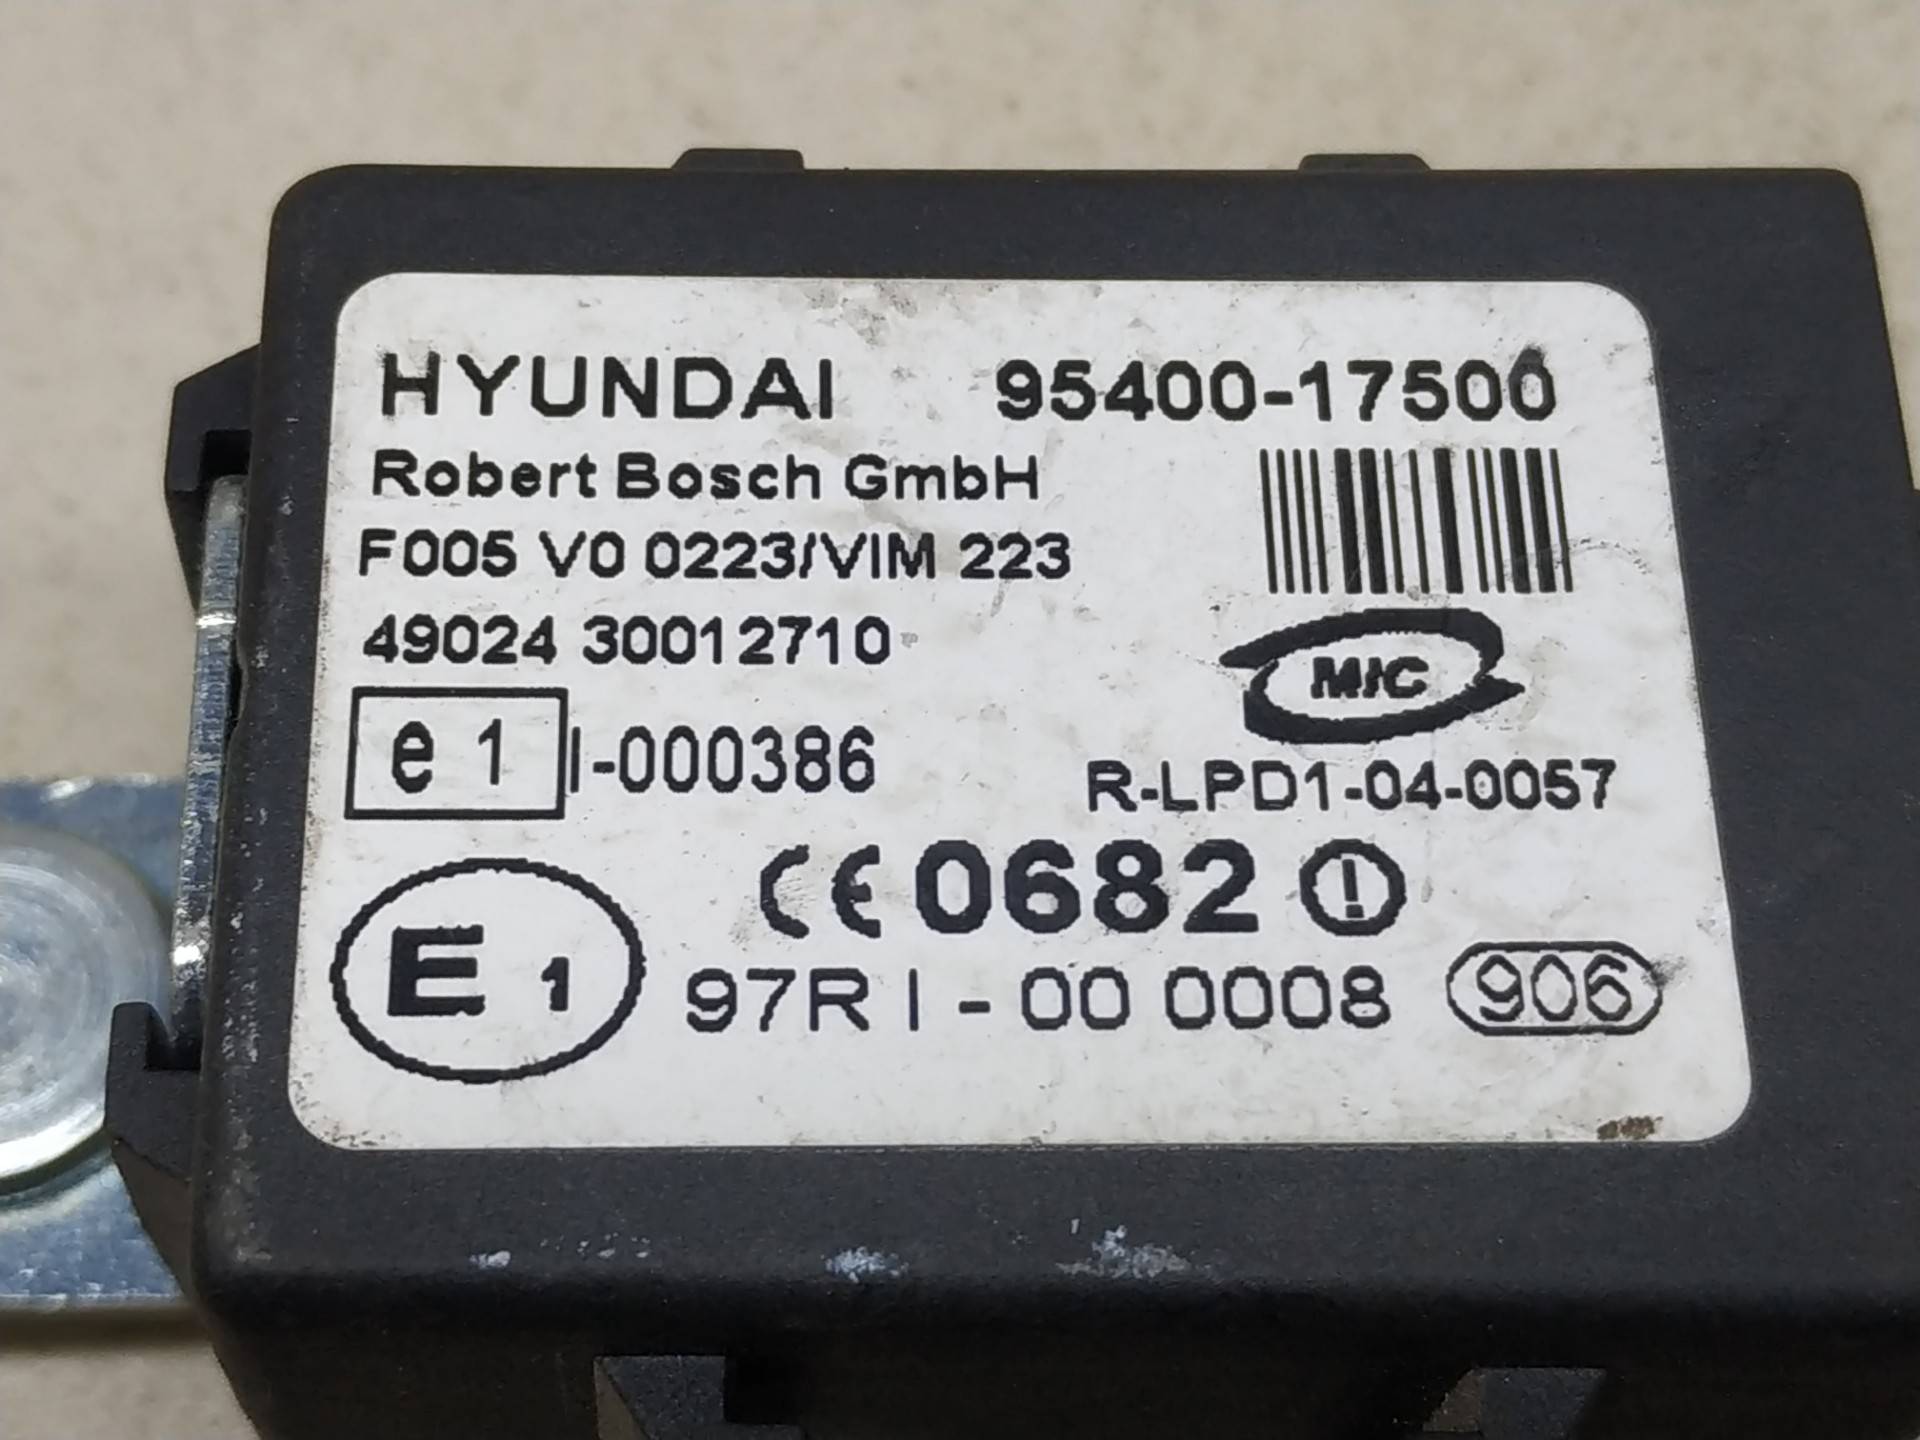 HYUNDAI 95400-17500
Robert Bosch GmbH
F005 V0 0223/VIM 223
49024 30012710
MIC
e 1 I-000386
R-LPD1-04-0057
CE 0682 !
E 1 97R I - 00 0008 906